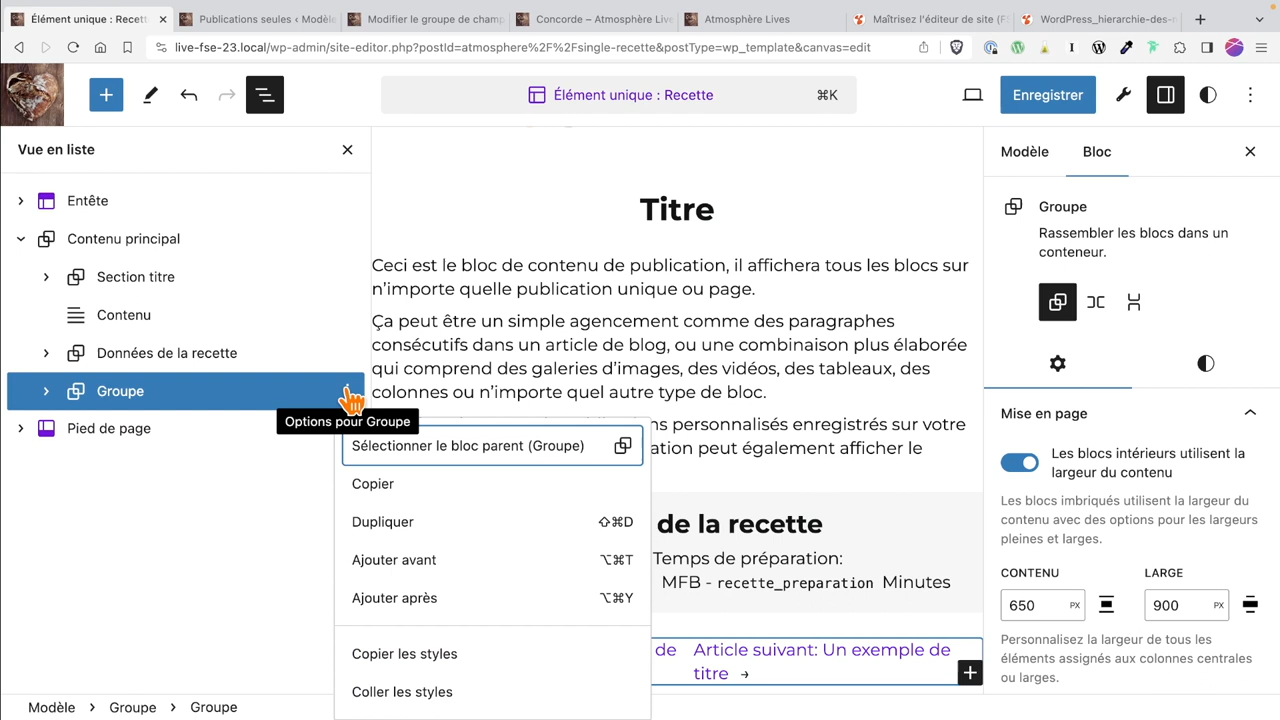 Élément unique : Recette
Publications seules ‹ Modèle
Modifier le groupe de champ
Concorde – Atmosphère Live
Atmosphère Lives
Maîtrisez l'éditeur de site (F
WordPress_hierarchie-des-
live-fse-23.local/wp-admin/site-editor.php?postId=atmosphere%2F%2Fsingle-recette&postType=wp_template&canvas=edit
Élément unique : Recette
⌘K
Enregistrer
Vue en liste
Entête
Contenu principal
Section titre
Contenu
Données de la recette
Groupe
Pied de page
Options pour Groupe
Sélectionner le bloc parent (Groupe)
Copier
Dupliquer ⇧⌘D
Ajouter avant ⌥⌘T
Ajouter après ⌥⌘Y
Copier les styles
Coller les styles
Titre
Ceci est le bloc de contenu de publication, il affichera tous les blocs sur
n'importe quelle publication unique ou page.
Ça peut être un simple agencement comme des paragraphes
consécutifs dans un article de blog, ou une combinaison plus élaborée
qui comprend des galeries d'images, des vidéos, des tableaux, des
colonnes ou n'importe quel autre type de bloc.
ns personnalisés enregistrés sur votre
ation peut également afficher le
de la recette
Temps de préparation:
MFB - recette_preparation Minutes
de
Article suivant: Un exemple de
titre →
Modèle
Bloc
Groupe
Rassembler les blocs dans un
conteneur.
Mise en page
Les blocs intérieurs utilisent la
largeur du contenu
Les blocs imbriqués utilisent la largeur du
contenu avec des options pour les largeurs
pleines et larges.
CONTENU LARGE
650 PX 900 PX
Personnalisez la largeur de tous les
éléments assignés aux colonnes centrales
ou larges.
Modèle > Groupe > Groupe